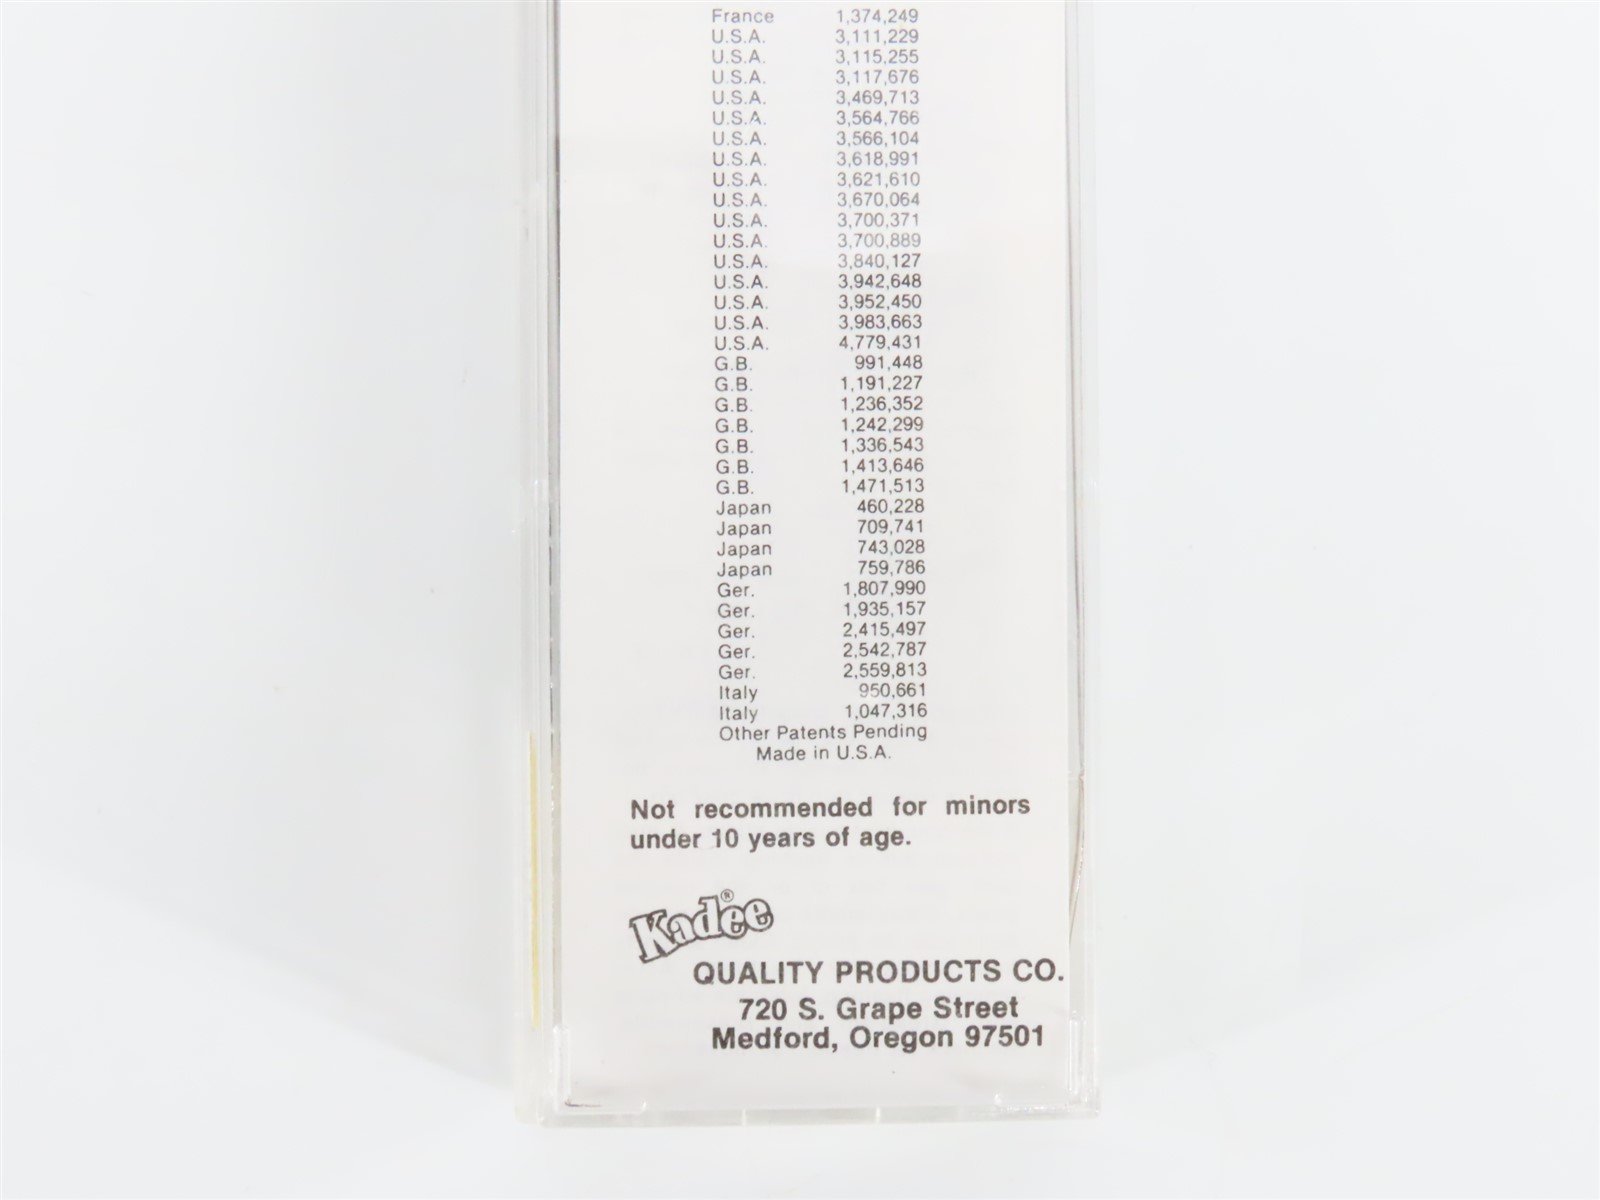 France 1,374,249
U.S.A. 3,111,229
U.S.A. 3,115,255
U.S.A. 3,117,676
U.S.A. 3,469,713
U.S.A. 3,564,766
U.S.A. 3,566,104
U.S.A. 3,618,991
U.S.A. 3,621,610
U.S.A. 3,670,064
U.S.A. 3,700,371
U.S.A. 3,700,889
U.S.A. 3,840,127
U.S.A. 3,942,648
U.S.A. 3,952,450
U.S.A. 3,983,663
U.S.A. 4,779,431
G.B. 991,448
G.B. 1,191,227
G.B. 1,236,352
G.B. 1,242,299
G.B. 1,336,543
G.B. 1,413,646
G.B. 1,471,513
Japan 460,228
Japan 709,741
Japan 743,028
Japan 759,786
Ger. 1,807,990
Ger. 1,935,157
Ger. 2,415,497
Ger. 2,542,787
Ger. 2,559,813
Italy 950,661
Italy 1,047,316
Other Patents Pending
Made in U.S.A.
Not recommended for minors
under 10 years of age.
Kadee®
QUALITY PRODUCTS CO.
720 S. Grape Street
Medford, Oregon 97501